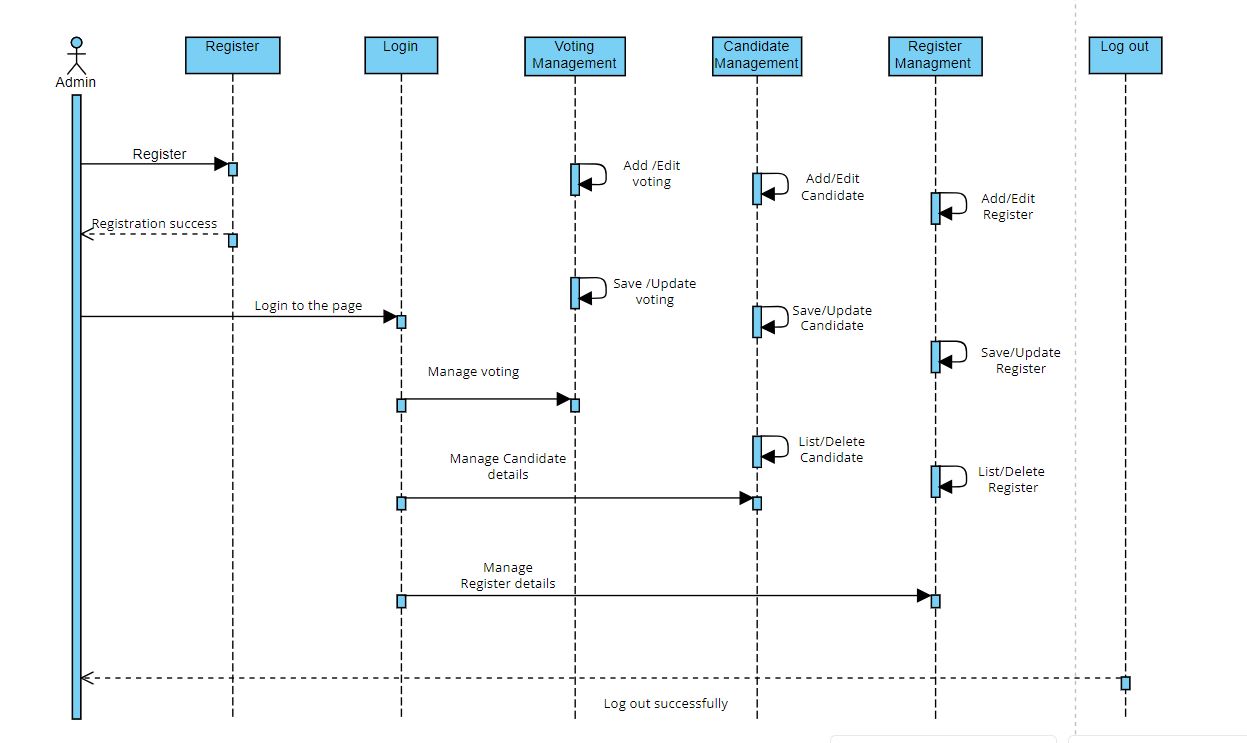 Admin
Register
Login
Voting
Management
Candidate
Management
Register
Managment
Log out
Register
Add /Edit
voting
Add/Edit
Candidate
Add/Edit
Register
Registration success
Login to the page
Save /Update
voting
Save/Update
Candidate
Save/Update
Register
Manage voting
List/Delete
Candidate
Manage Candidate
details
List/Delete
Register
Manage
Register details
Log out successfully